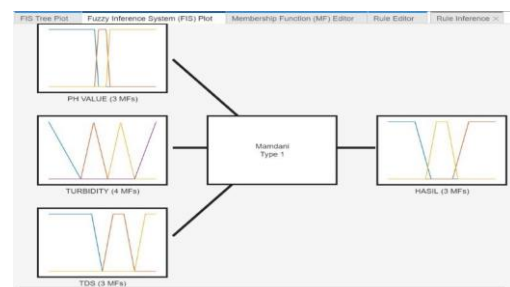 FIS Tree Plot
Fuzzy Inference System (FIS) Plot
Membership Function (MF) Editor
Rule Editor
Rule Inference ×
PH VALUE (3 MFs)
Mamdani
Type 1
TURBIDITY (4 MFs)
HASIL (3 MFs)
TDS (3 MFs)